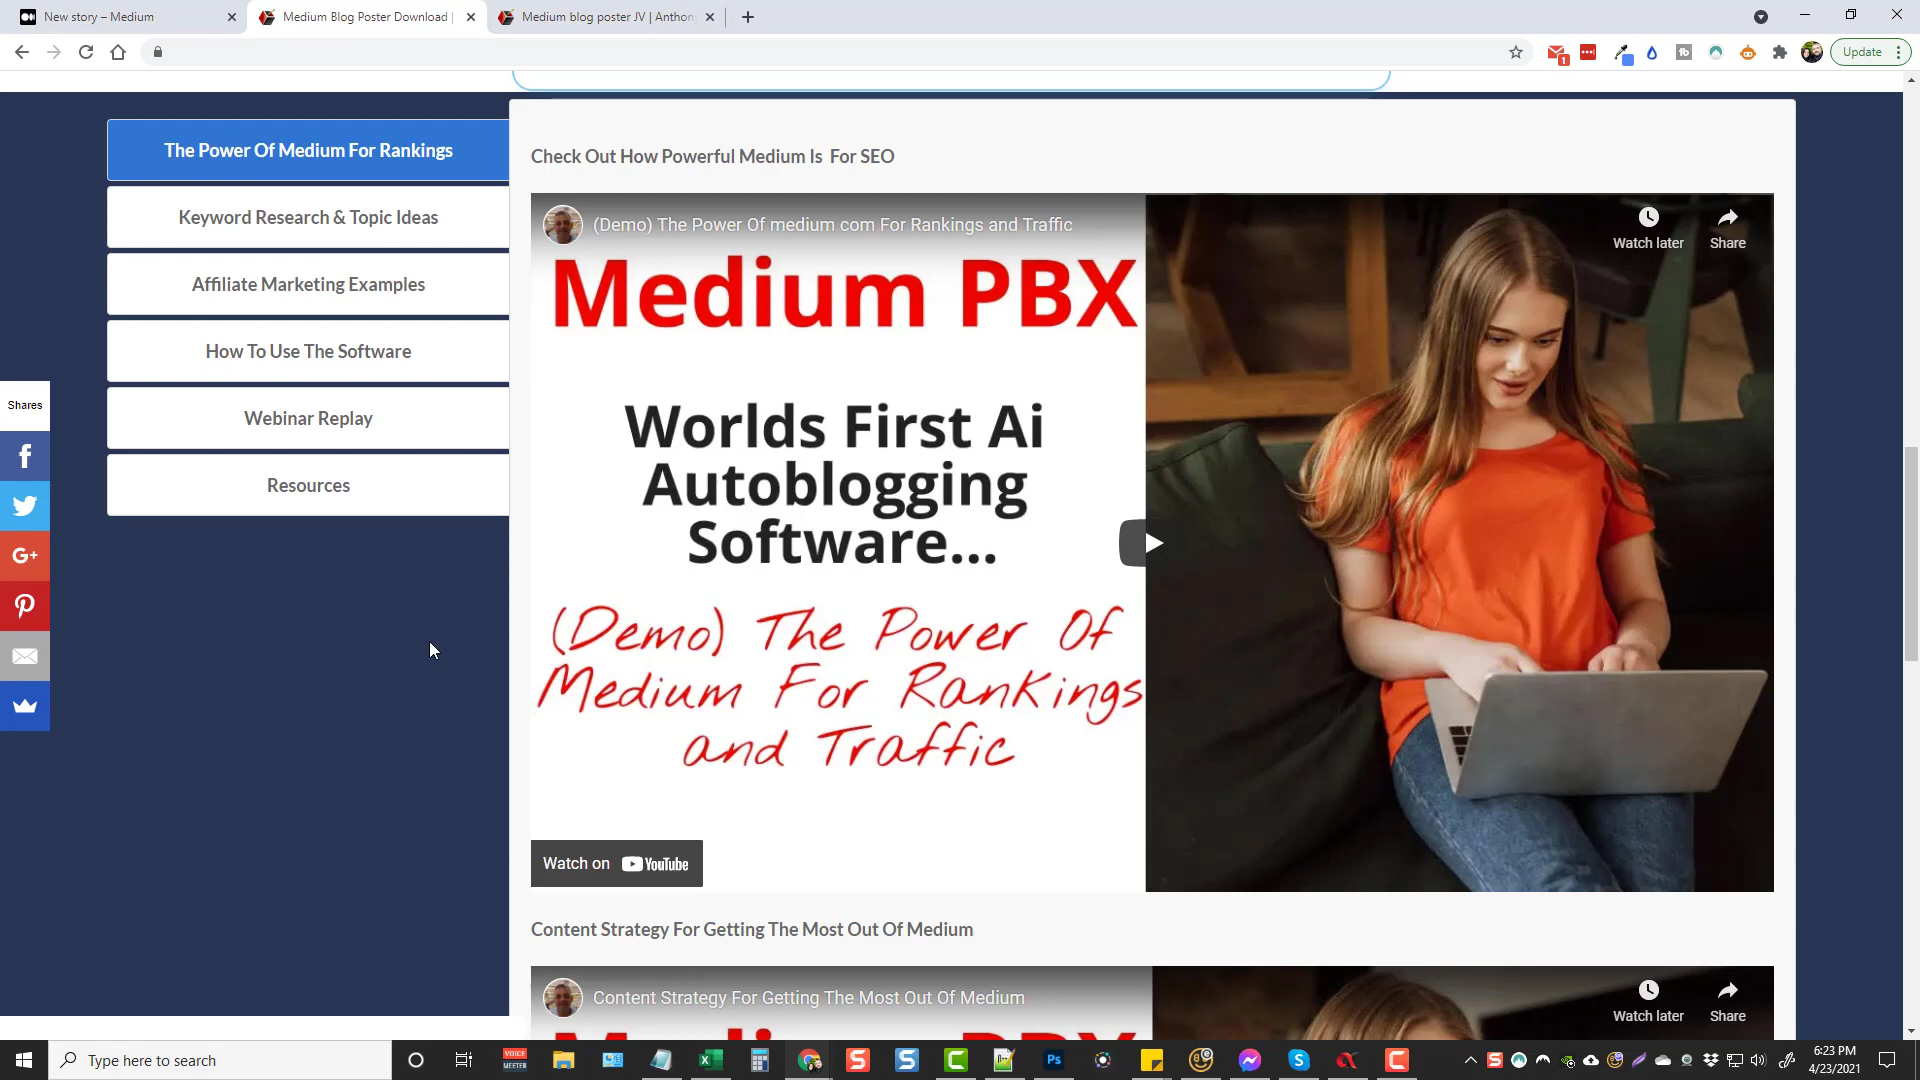 New story – Medium
Medium Blog Poster Download |
Medium blog poster JV | Anthon
Update
1
The Power Of Medium For Rankings
Keyword Research & Topic Ideas
Affiliate Marketing Examples
How To Use The Software
Webinar Replay
Resources
Shares
Check Out How Powerful Medium Is For SEO
(Demo) The Power Of medium com For Rankings and Traffic
Watch later
Share
Medium PBX
Worlds First Ai
Autoblogging
Software...
(Demo) The Power Of
Medium For Rankings
and Traffic
Watch on YouTube
Content Strategy For Getting The Most Out Of Medium
Content Strategy For Getting The Most Out Of Medium
Watch later
Share
Type here to search
VOICE
MEETER
6:23 PM
4/23/2021